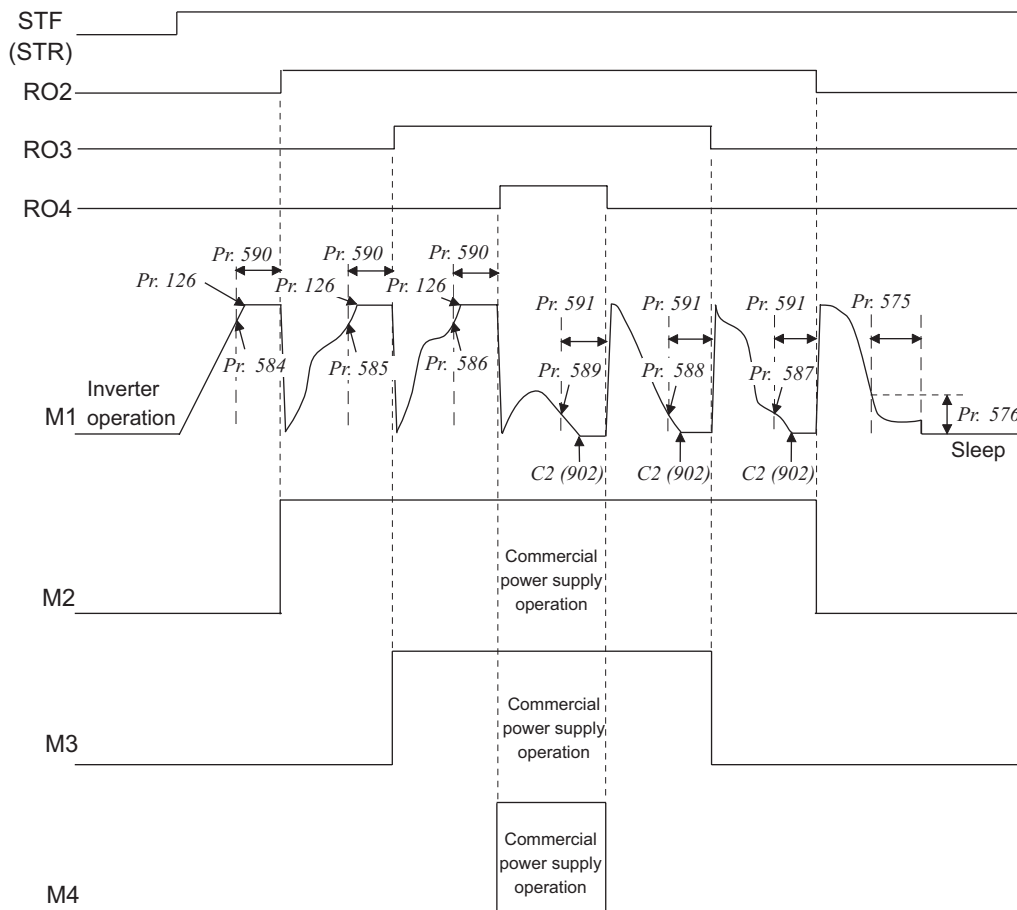 STF
(STR)
RO2
RO3
RO4
Pr. 590
Pr. 590
Pr. 590
Pr. 126
Pr. 126
Pr. 126
Pr. 591
Pr. 591
Pr. 591
Pr. 575
Pr. 584
Pr. 585
Pr. 586
Pr. 589
Pr. 588
Pr. 587
Pr. 576
Inverter
operation
M1
Sleep
C2 (902)
C2 (902)
C2 (902)
Commercial
power supply
operation
M2
Commercial
power supply
operation
M3
Commercial
power supply
operation
M4